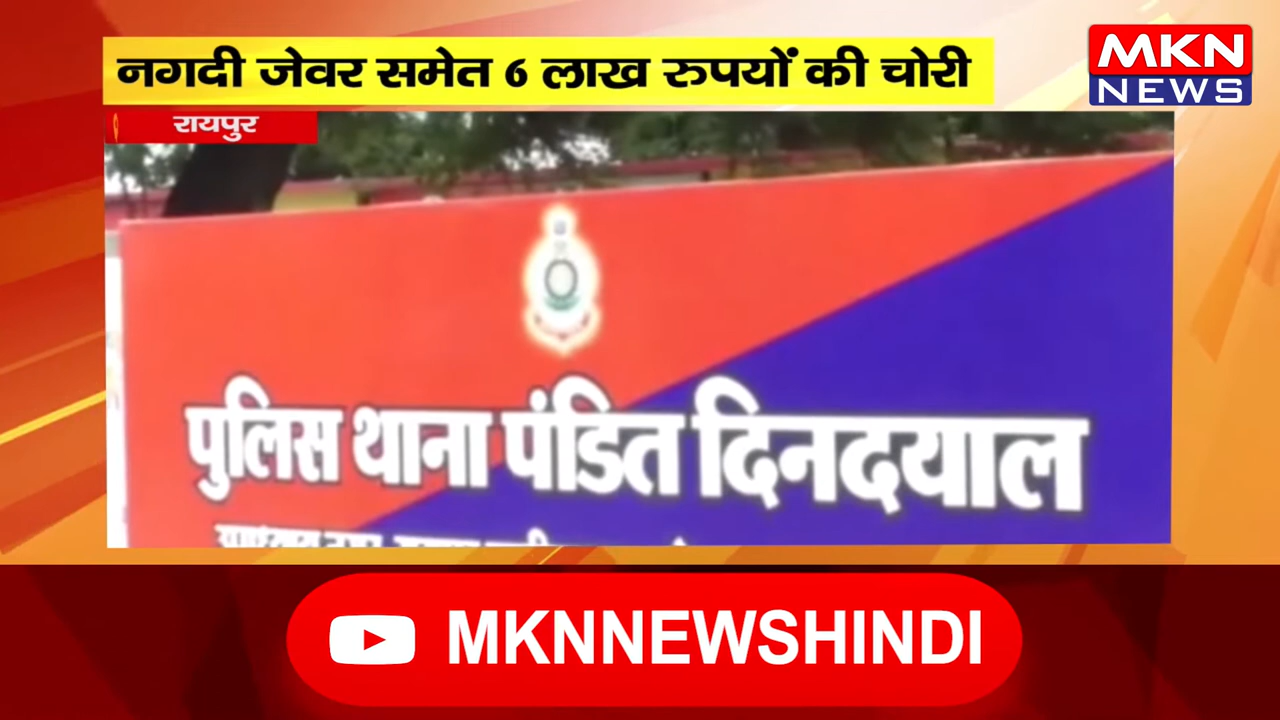 नगदी जेवर समेत 6 लाख रुपयों की चोरी
MKN
NEWS
रायपुर
पुलिस थाना पंडित दिनदयाल
MKNNEWSHINDI